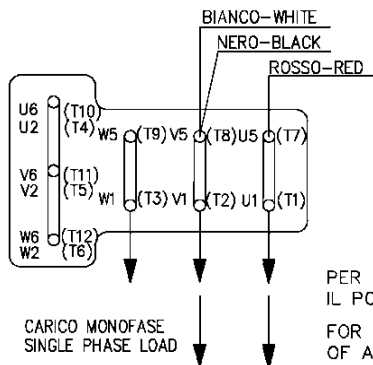 BIANCO-WHITE
NERO-BLACK
ROSSO-RED
U6 (T10)
U2 (T4)
W5 (T9) V5 (T8) U5 (T7)
V6 (T11)
V2 (T5)
W1 (T3) V1 (T2) U1 (T1)
W6 (T12
W2 (T6)
PER
IL PO
CARICO MONOFASE
SINGLE PHASE LOAD
FOR
OF A